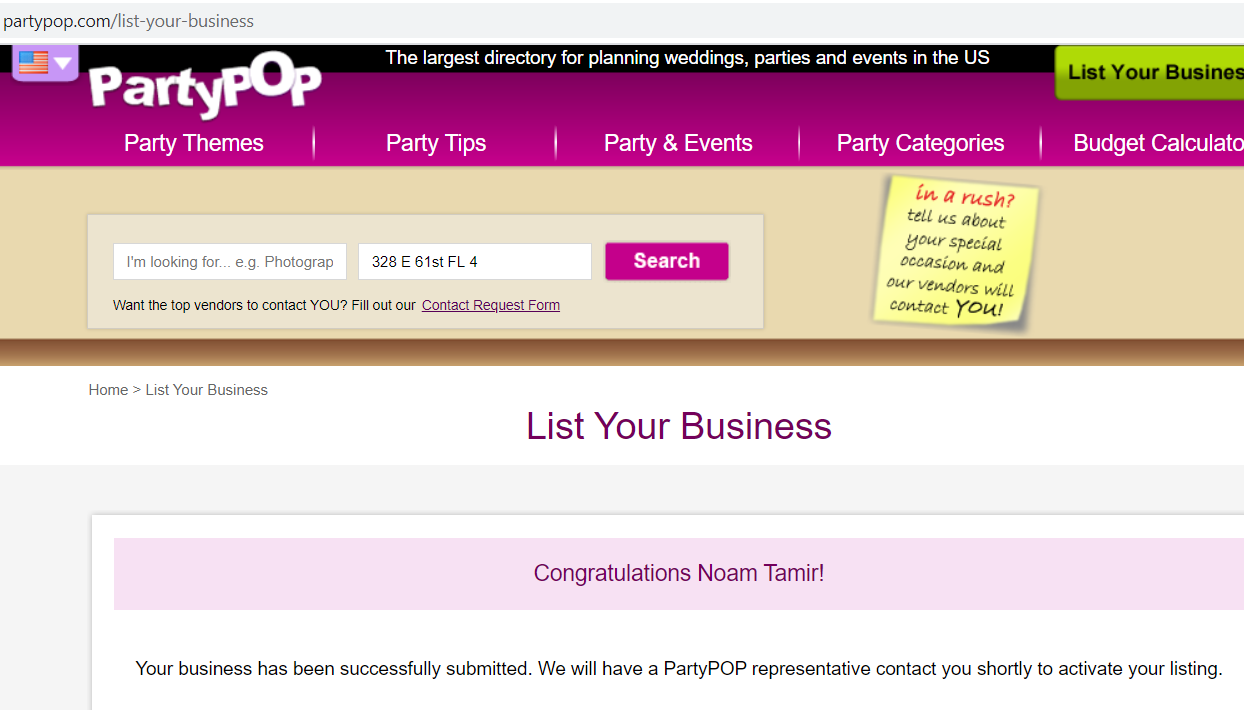 partypop.com/list-your-business
The largest directory for planning weddings, parties and events in the US
PartyPOP
List Your Busines
Party Themes
Party Tips
Party & Events
Party Categories
Budget Calculato
in a rush?
tell us about
your special
occasion and
our vendors will
contact YOU!
I'm looking for... e.g. Photograp
328 E 61st FL 4
Search
Want the top vendors to contact YOU? Fill out our Contact Request Form
Home > List Your Business
List Your Business
Congratulations Noam Tamir!
Your business has been successfully submitted. We will have a PartyPOP representative contact you shortly to activate your listing.